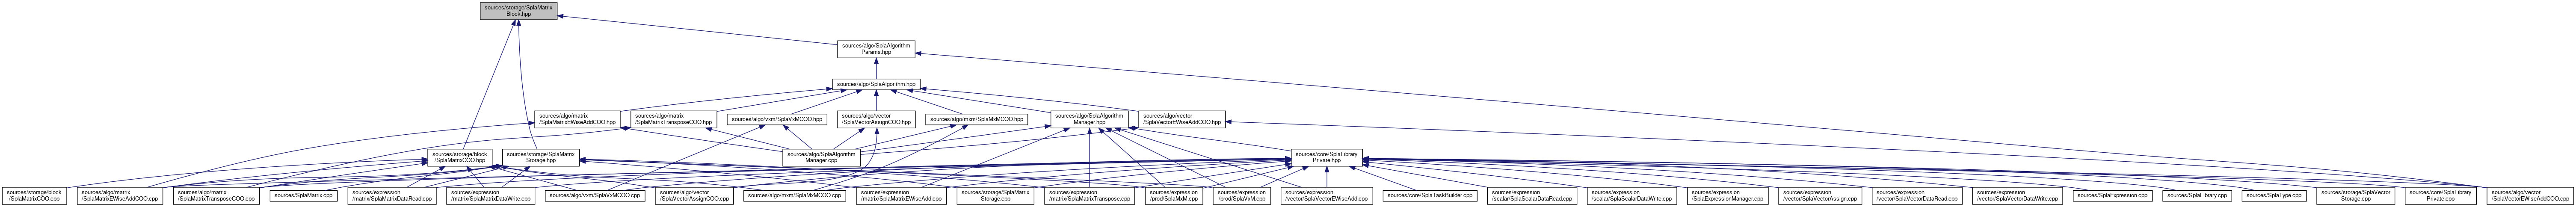 sources/storage/SplaMatrix
Block.hpp
sources/algo/SplaAlgorithm
Params.hpp
sources/algo/SplaAlgorithm.hpp
sources/algo/matrix
/SplaMatrixEWiseAddCOO.hpp
sources/algo/matrix
/SplaMatrixTransposeCOO.hpp
sources/algo/vxm/SplaVxMCOO.hpp
sources/algo/vector
/SplaVectorAssignCOO.hpp
sources/algo/mxm/SplaMxMCOO.hpp
sources/algo/SplaAlgorithm
Manager.hpp
sources/algo/vector
/SplaVectorEWiseAddCOO.hpp
sources/storage/block
/SplaMatrixCOO.hpp
sources/storage/SplaMatrix
Storage.hpp
sources/algo/SplaAlgorithm
Manager.cpp
sources/core/SplaLibrary
Private.hpp
sources/storage/block
/SplaMatrixCOO.cpp
sources/algo/matrix
/SplaMatrixEWiseAddCOO.cpp
sources/algo/matrix
/SplaMatrixTransposeCOO.cpp
sources/SplaMatrix.cpp
sources/expression
/matrix/SplaMatrixDataRead.cpp
sources/expression
/matrix/SplaMatrixDataWrite.cpp
sources/algo/vxm/SplaVxMCOO.cpp
sources/algo/vector
/SplaVectorAssignCOO.cpp
sources/algo/mxm/SplaMxMCOO.cpp
sources/expression
/matrix/SplaMatrixEWiseAdd.cpp
sources/storage/SplaMatrix
Storage.cpp
sources/expression
/matrix/SplaMatrixTranspose.cpp
sources/expression
/prod/SplaMxM.cpp
sources/expression
/prod/SplaVxM.cpp
sources/expression
/vector/SplaVectorEWiseAdd.cpp
sources/core/SplaTaskBuilder.cpp
sources/expression
/scalar/SplaScalarDataRead.cpp
sources/expression
/scalar/SplaScalarDataWrite.cpp
sources/expression
/SplaExpressionManager.cpp
sources/expression
/vector/SplaVectorAssign.cpp
sources/expression
/vector/SplaVectorDataRead.cpp
sources/expression
/vector/SplaVectorDataWrite.cpp
sources/SplaExpression.cpp
sources/SplaLibrary.cpp
sources/SplaType.cpp
sources/storage/SplaVector
Storage.cpp
sources/core/SplaLibrary
Private.cpp
sources/algo/vector
/SplaVectorEWiseAddCOO.cpp